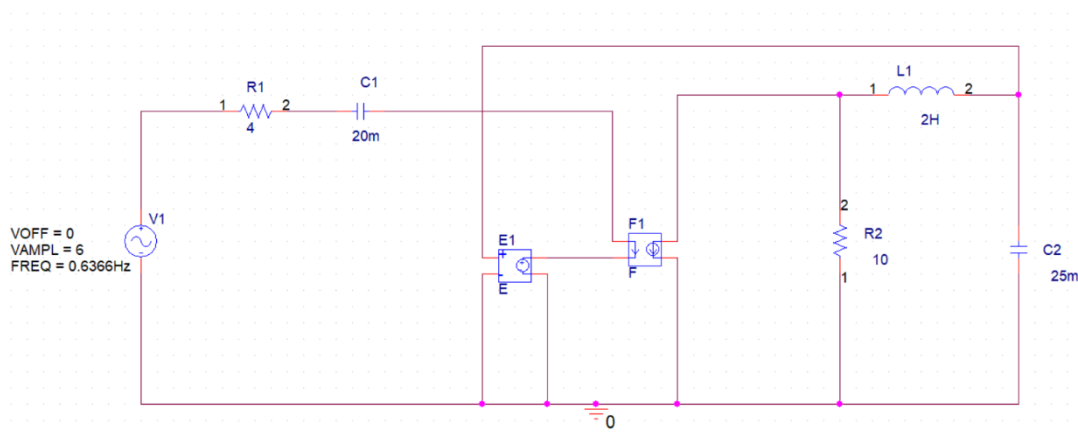 R1
1
2
4
C1
20m
L1
1
2
2H
V1
VOFF = 0
VAMPL = 6
FREQ = 0.6366Hz
E1
+
-
E
F1
F
2
R2
10
1
C2
25m
0